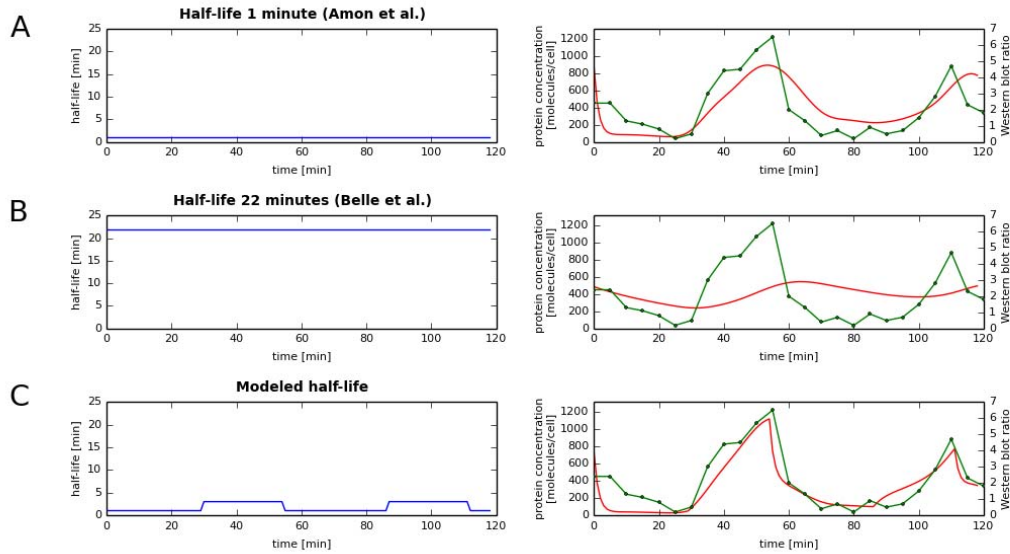 A
Half-life 1 minute (Amon et al.)
25
20
15
10
5
0
half-life [min]
0 20 40 60 80 100 120
time [min]
1200
1000
800
600
400
200
0
protein concentration
[molecules/cell]
7
6
5
4
3
2
1
0
Western blot ratio
0 20 40 60 80 100 120
time [min]
B
Half-life 22 minutes (Belle et al.)
25
20
15
10
5
0
half-life [min]
0 20 40 60 80 100 120
time [min]
1200
1000
800
600
400
200
0
protein concentration
[molecules/cell]
7
6
5
4
3
2
1
0
Western blot ratio
0 20 40 60 80 100 120
time [min]
C
Modeled half-life
25
20
15
10
5
0
half-life [min]
0 20 40 60 80 100 120
time [min]
1200
1000
800
600
400
200
0
protein concentration
[molecules/cell]
7
6
5
4
3
2
1
0
Western blot ratio
0 20 40 60 80 100 120
time [min]